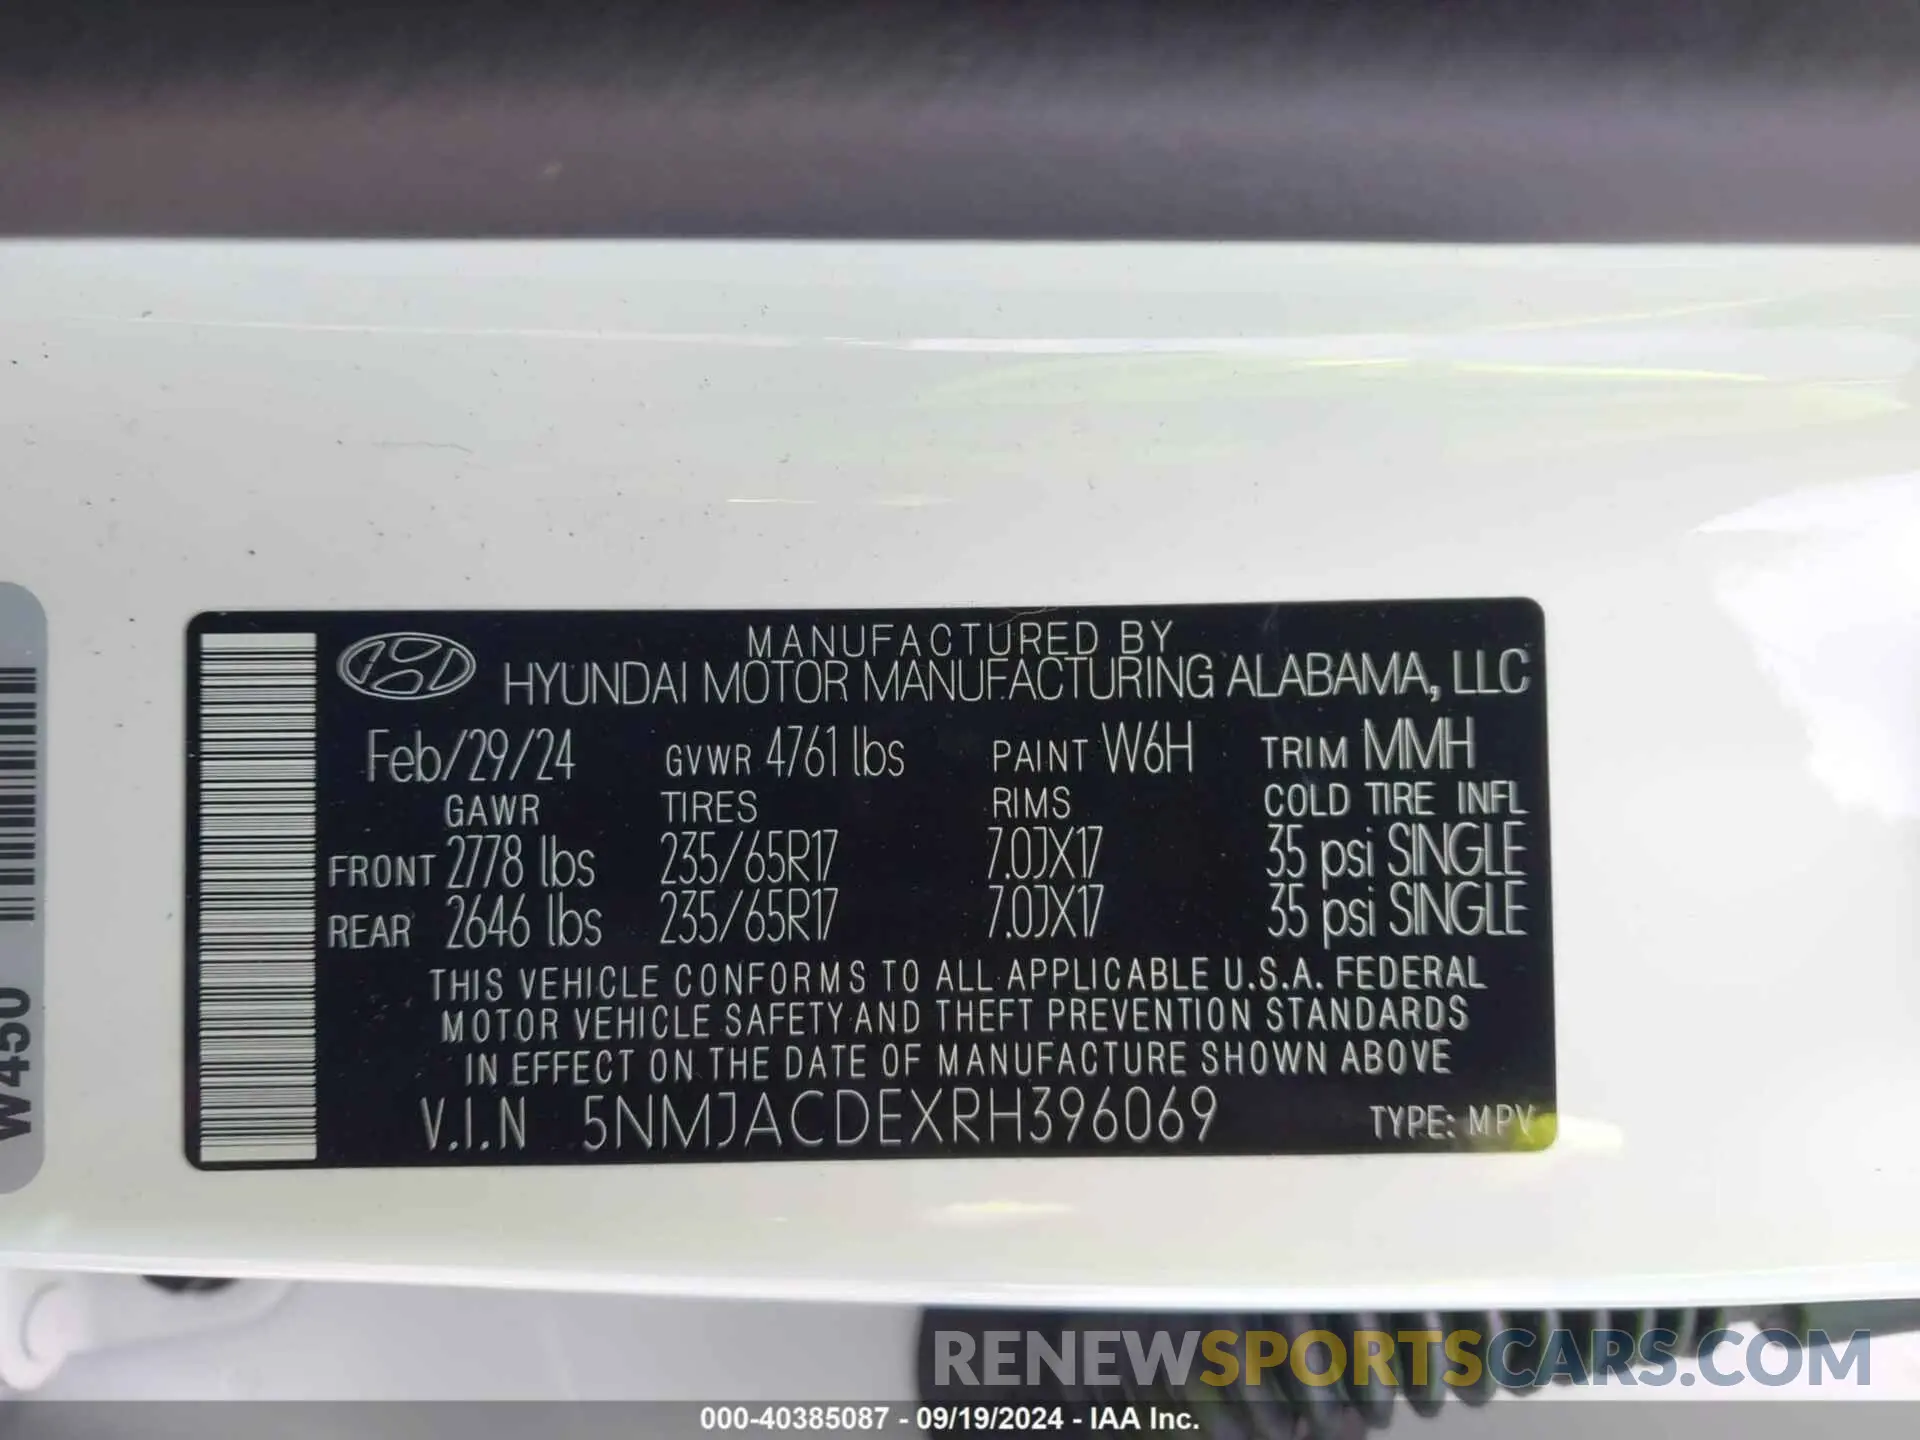 MANUFACTURED BY
HYUNDAI MOTOR MANUFACTURING ALABAMA, LLC
Feb/29/24 GVWR 4761 lbs PAINT W6H TRIM MMH
GAWR TIRES RIMS COLD TIRE INFL
FRONT 2778 lbs 235/65R17 7.0JX17 35 psi SINGLE
REAR 2646 lbs 235/65R17 7.0JX17 35 psi SINGLE
THIS VEHICLE CONFORMS TO ALL APPLICABLE U.S.A. FEDERAL
MOTOR VEHICLE SAFETY AND THEFT PREVENTION STANDARDS
IN EFFECT ON THE DATE OF MANUFACTURE SHOWN ABOVE
V.I.N 5NMJACDEXRH396069 TYPE: MPV
W450
RENEWSPORTSCARS.COM
000-40385087 - 09/19/2024 - IAA Inc.